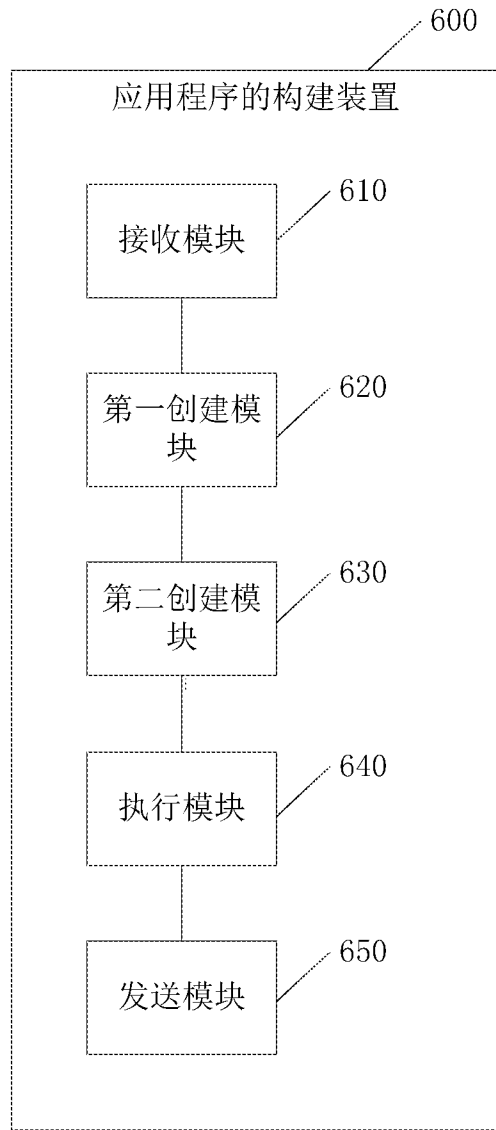 600
应用程序的构建装置
610
接收模块
620
第一创建模
块
630
第二创建模
块
640
执行模块
650
发送模块